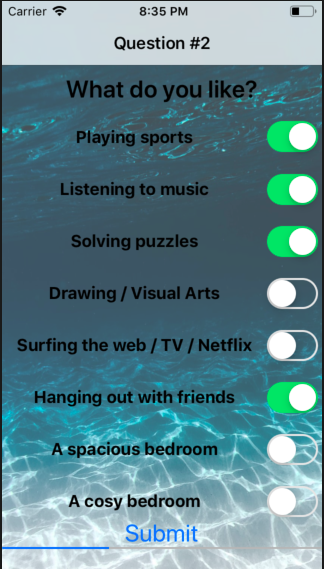 Carrier 8:35 PM
Question #2
What do you like?
Playing sports
Listening to music
Solving puzzles
Drawing / Visual Arts
Surfing the web / TV / Netflix
Hanging out with friends
A spacious bedroom
A cosy bedroom
Submit